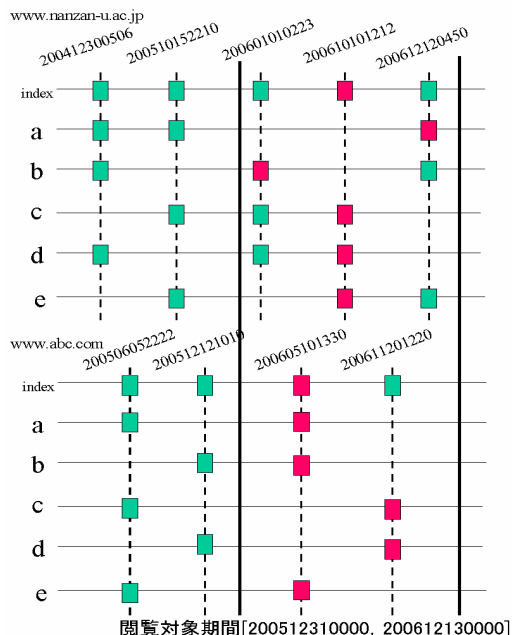 www.nanzan-u.ac.jp
200412300506 200510152210 200601010223 200610101212 200612120450
index
a
b
c
d
e
www.abc.com
200506052222 200512121010 200605101330 200611201220
index
a
b
c
d
e
閲覧対象期間[200512310000. 200612130000]